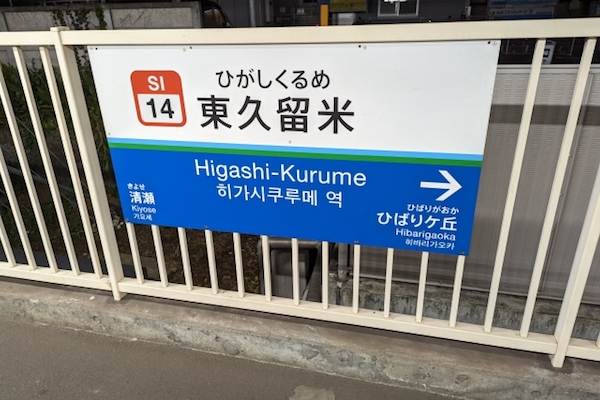 SI
14
ひがしくるめ
東久留米
Higashi-Kurume
히가시쿠루메 역
きよせ
清瀬
Kiyose
기요세
ひばりがおか
ひばりケ丘
Hibarigaoka
히바리가오카